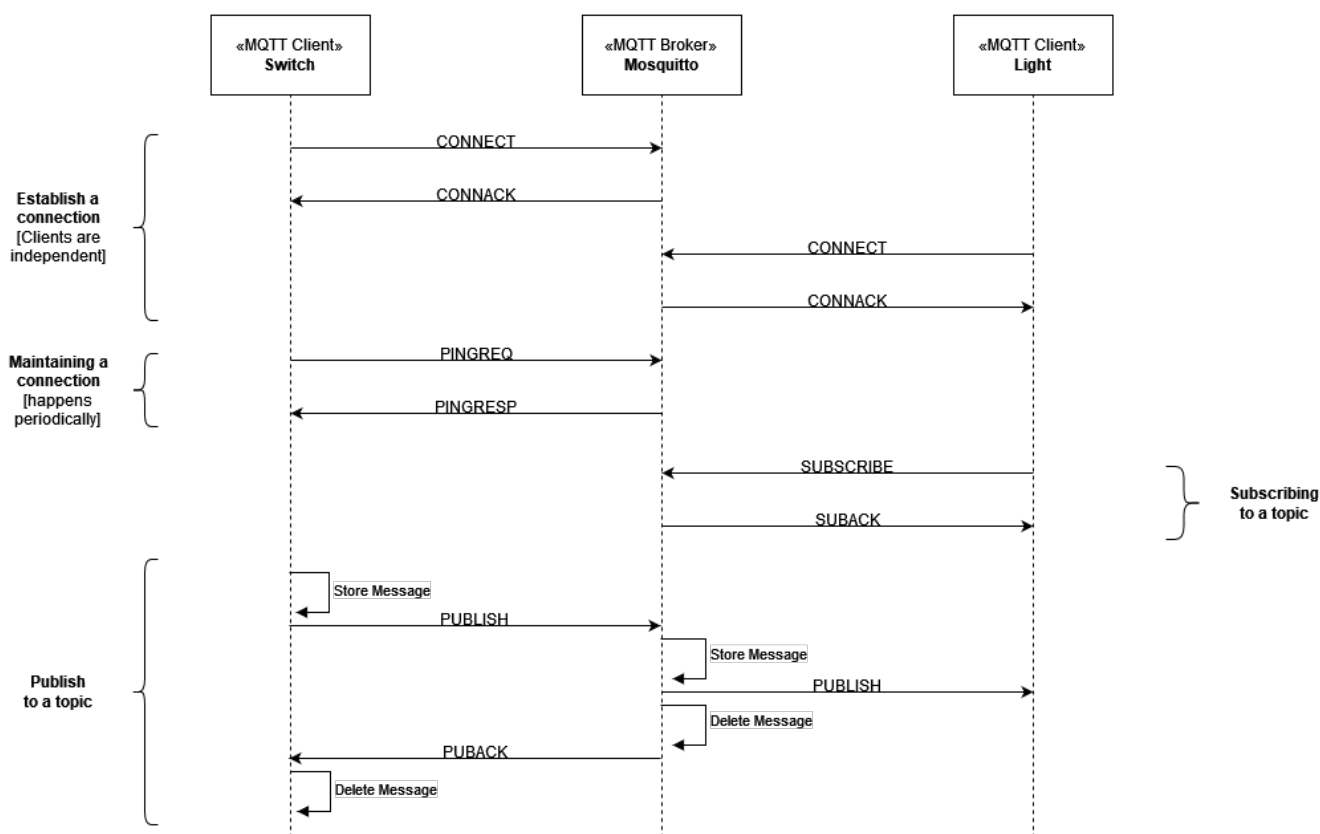 «MQTT Client»
Switch
«MQTT Broker»
Mosquitto
«MQTT Client»
Light
CONNECT
CONNACK
Establish a
connection
[Clients are
independent]
CONNECT
CONNACK
Maintaining a
connection
[happens
periodically]
PINGREQ
PINGRESP
SUBSCRIBE
SUBACK
Subscribing
to a topic
Store Message
PUBLISH
Store Message
Publish
to a topic
PUBLISH
Delete Message
PUBACK
Delete Message